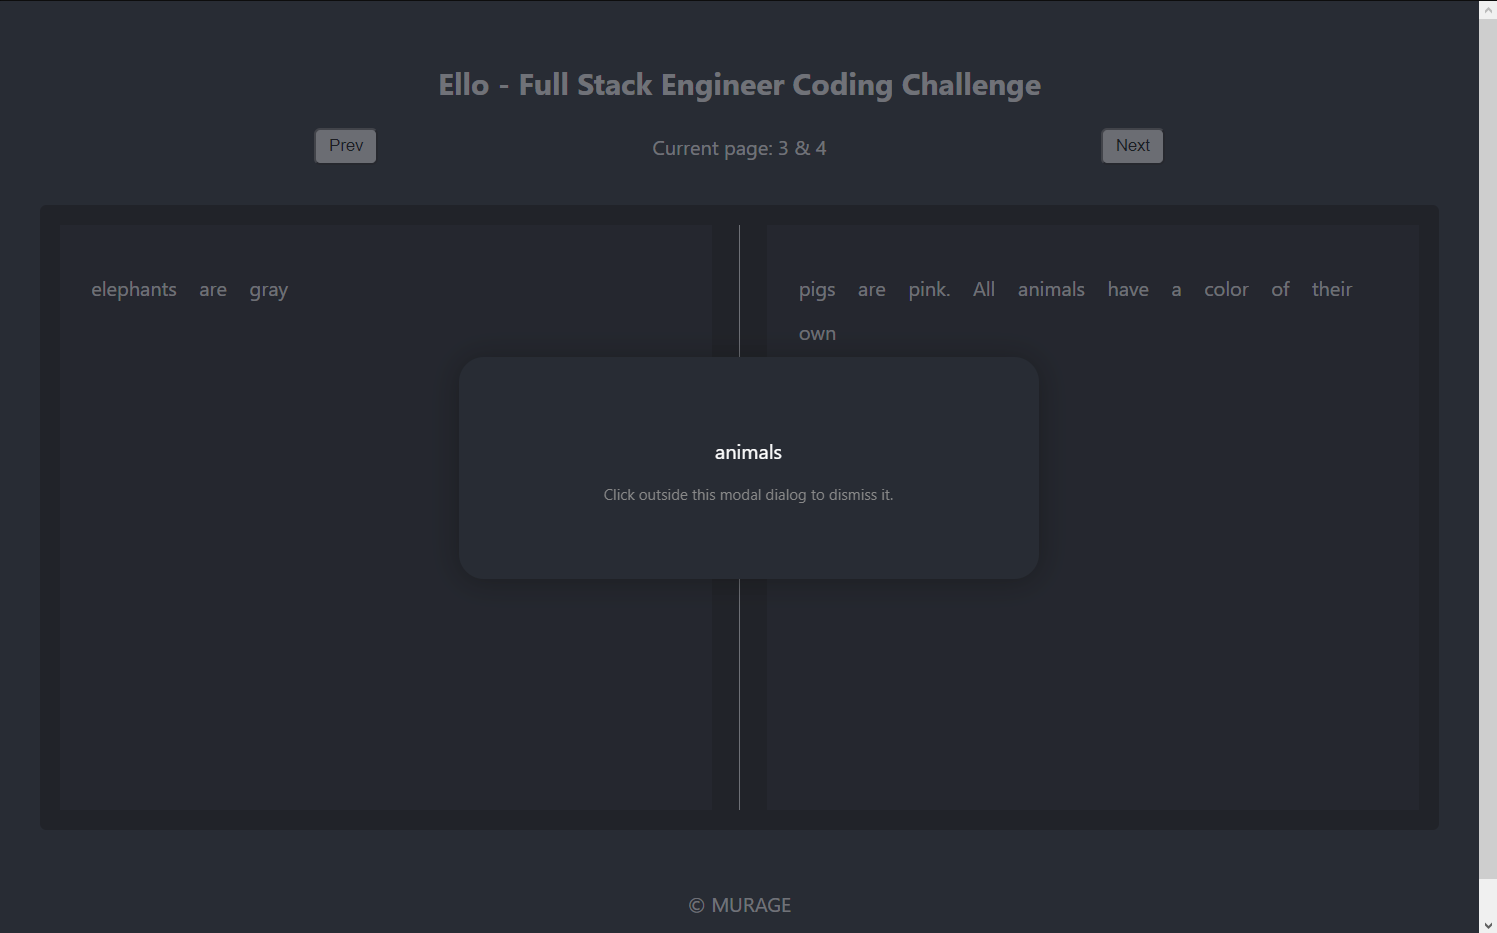 Ello - Full Stack Engineer Coding Challenge
Prev
Current page: 3 & 4
Next
elephants are gray
pigs are pink. All animals have a color of their
own
animals
Click outside this modal dialog to dismiss it.
© MURAGE